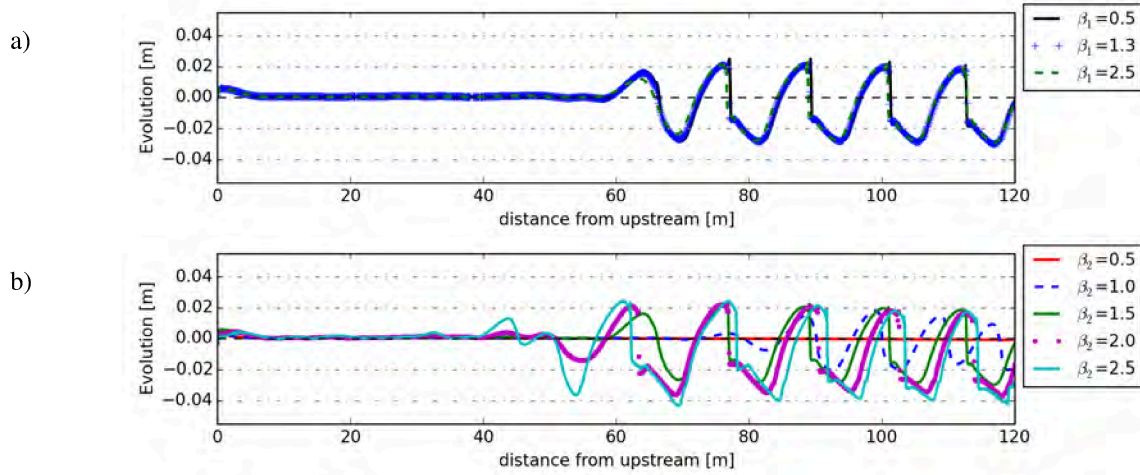 a)
Evolution [m]
0.04
0.02
0.00
−0.02
−0.04
0
20
40
60
80
100
120
distance from upstream [m]
β1=0.5
β1=1.3
β1=2.5
b)
Evolution [m]
0.04
0.02
0.00
−0.02
−0.04
0
20
40
60
80
100
120
distance from upstream [m]
β2=0.5
β2=1.0
β2=1.5
β2=2.0
β2=2.5